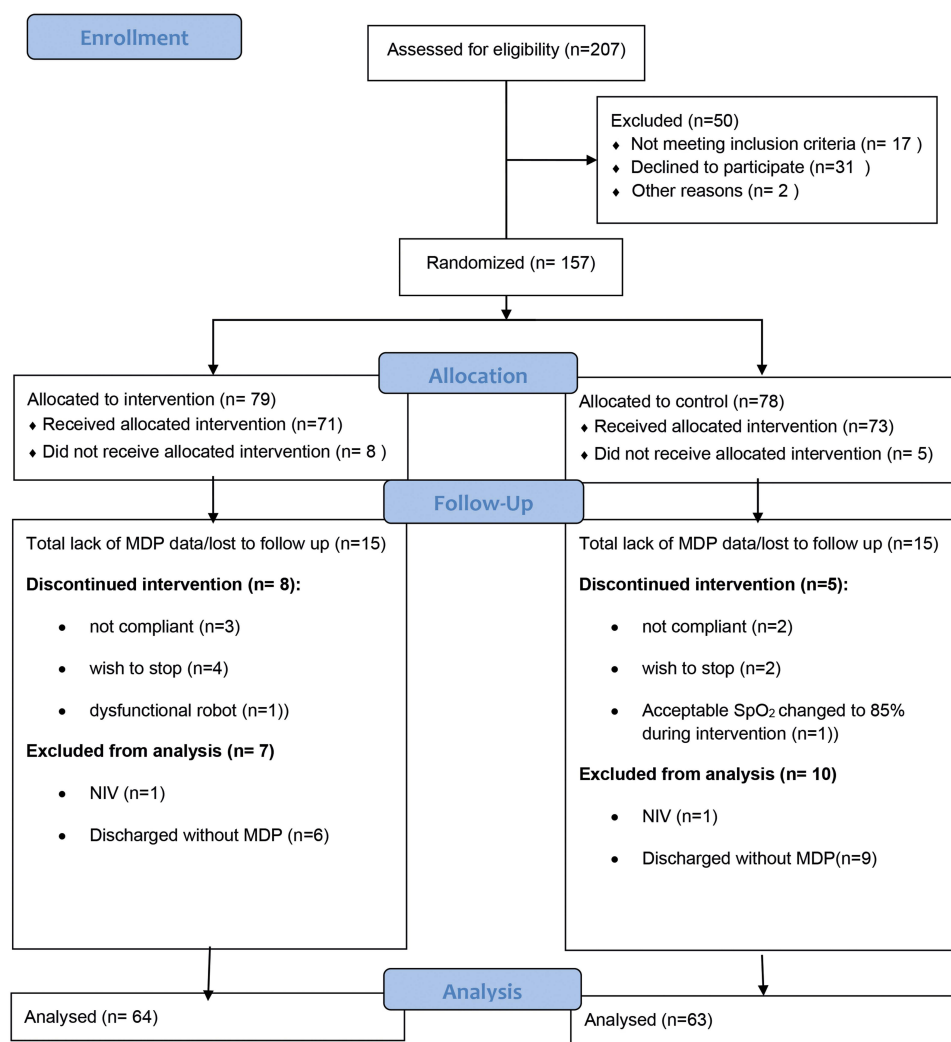 Enrollment
Assessed for eligibility (n=207)
Excluded (n=50)
♦ Not meeting inclusion criteria (n= 17 )
♦ Declined to participate (n=31 )
♦ Other reasons (n= 2 )
Randomized (n= 157)
Allocation
Allocated to intervention (n= 79)
♦ Received allocated intervention (n=71)
♦ Did not receive allocated intervention (n= 8 )
Allocated to control (n=78)
♦ Received allocated intervention (n=73)
♦ Did not receive allocated intervention (n= 5)
Follow-Up
Total lack of MDP data/lost to follow up (n=15)
Discontinued intervention (n= 8):
• not compliant (n=3)
• wish to stop (n=4)
• dysfunctional robot (n=1))
Excluded from analysis (n= 7)
• NIV (n=1)
• Discharged without MDP (n=6)
Total lack of MDP data/lost to follow up (n=15)
Discontinued intervention (n=5):
• not compliant (n=2)
• wish to stop (n=2)
• Acceptable SpO₂ changed to 85%
during intervention (n=1))
Excluded from analysis (n= 10)
• NIV (n=1)
• Discharged without MDP(n=9)
Analysis
Analysed (n= 64)
Analysed (n=63)